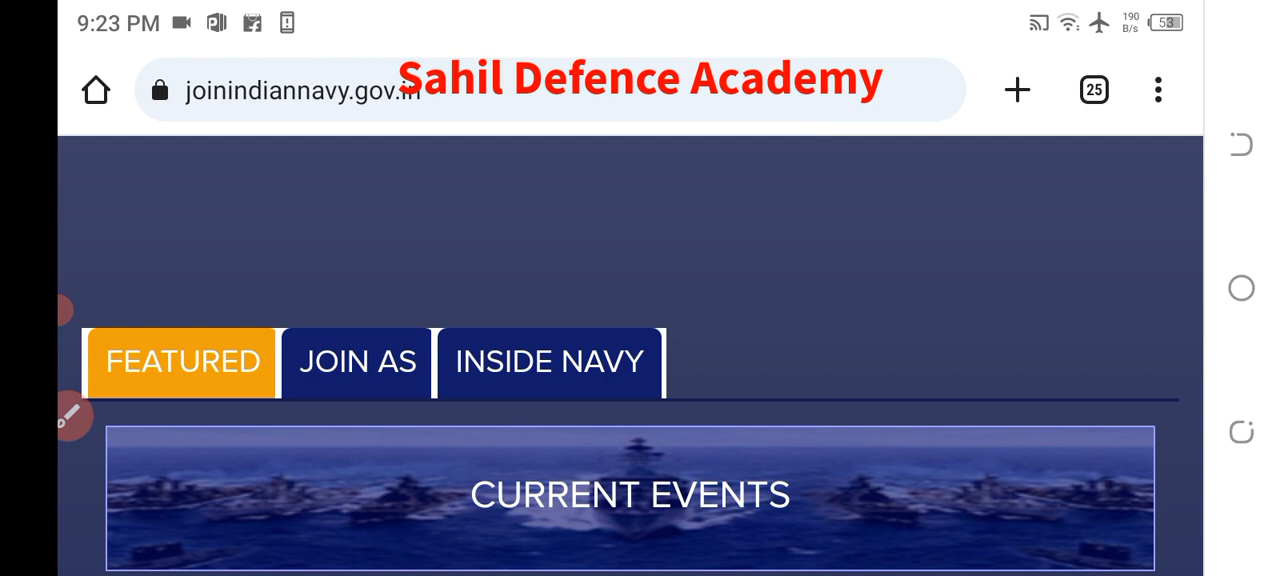 9:23 PM
190
B/s
53
joinindiannavy.gov.in
Sahil Defence Academy
25
FEATURED
JOIN AS
INSIDE NAVY
CURRENT EVENTS